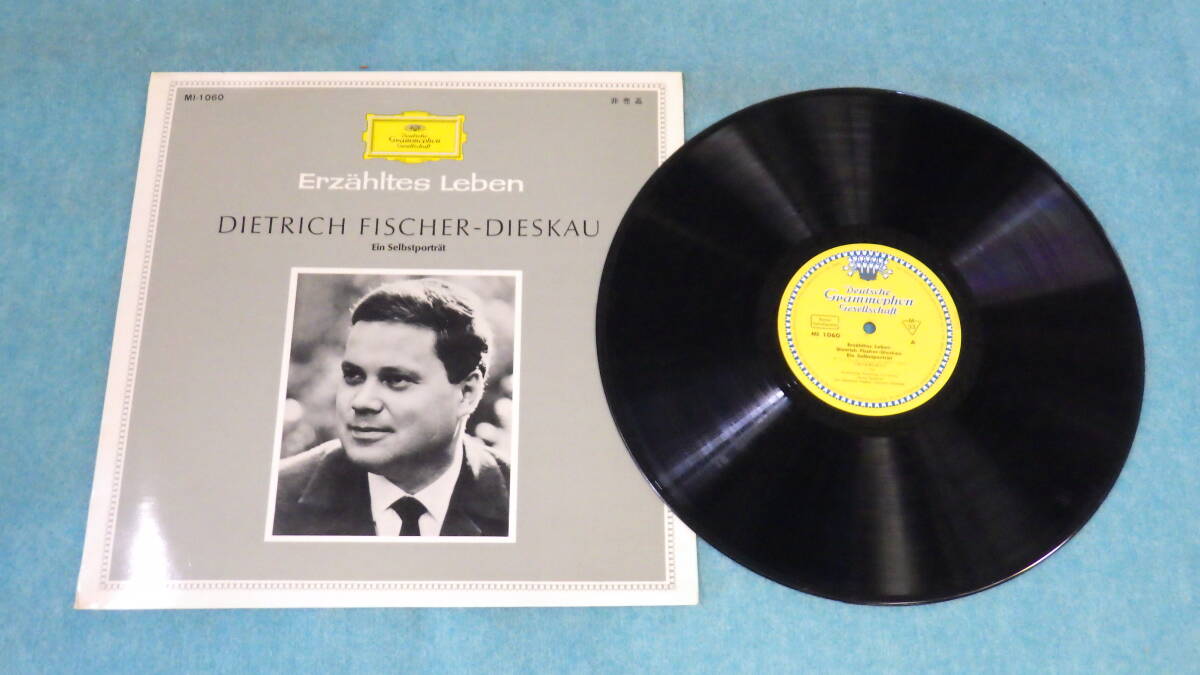 MI-1060
非売品
Deutsche
Grammophon
Gesellschaft
Erzähltes Leben
DIETRICH FISCHER-DIESKAU
Ein Selbstporträt
Deutsche
Grammophon
Gesellschaft
MI 1060
M
33
A
Erzähltes Leben
Dietrich Fischer-Dieskau
Ein Selbstporträt